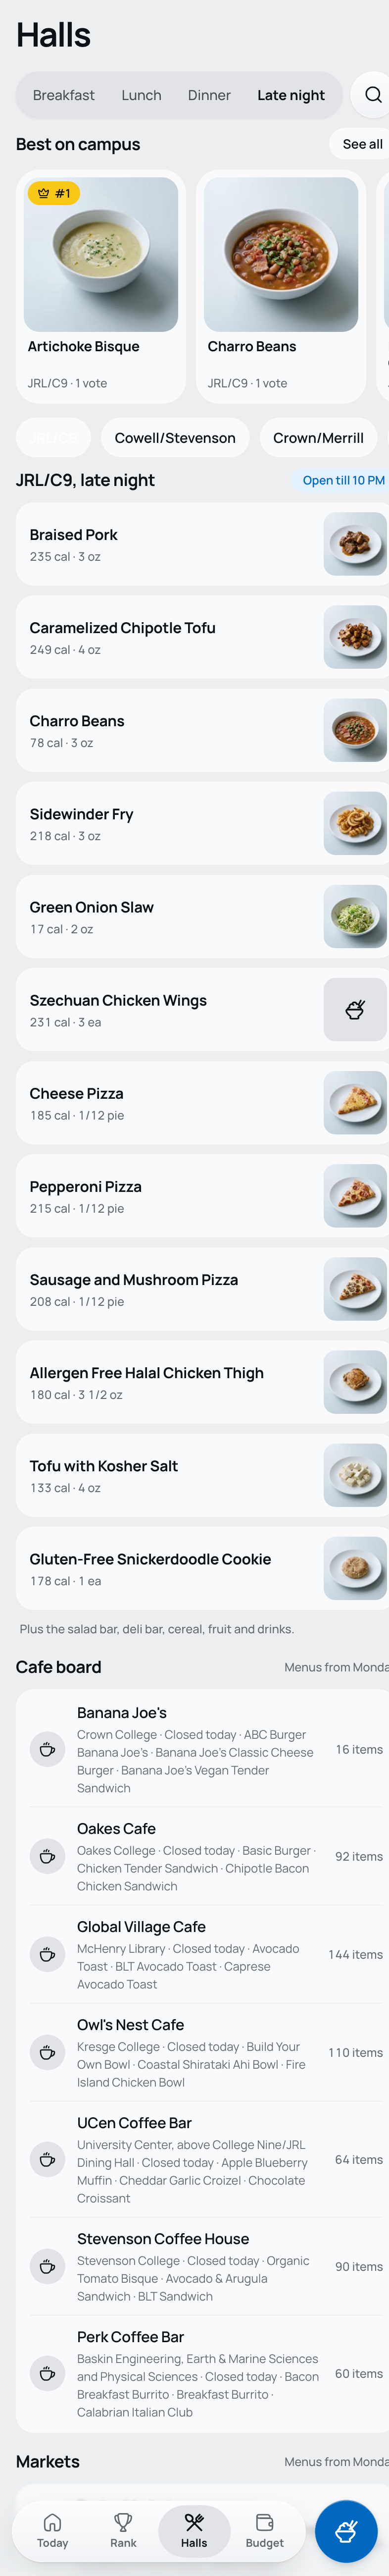 Halls
Breakfast Lunch Dinner Late night
Best on campus See all
#1
Artichoke Bisque
JRL/C9 · 1 vote
Charro Beans
JRL/C9 · 1 vote
JRL/C9 Cowell/Stevenson Crown/Merrill
JRL/C9, late night Open till 10 PM
Braised Pork
235 cal · 3 oz
Caramelized Chipotle Tofu
249 cal · 4 oz
Charro Beans
78 cal · 3 oz
Sidewinder Fry
218 cal · 3 oz
Green Onion Slaw
17 cal · 2 oz
Szechuan Chicken Wings
231 cal · 3 ea
Cheese Pizza
185 cal · 1/12 pie
Pepperoni Pizza
215 cal · 1/12 pie
Sausage and Mushroom Pizza
208 cal · 1/12 pie
Allergen Free Halal Chicken Thigh
180 cal · 3 1/2 oz
Tofu with Kosher Salt
133 cal · 4 oz
Gluten-Free Snickerdoodle Cookie
178 cal · 1 ea
Plus the salad bar, deli bar, cereal, fruit and drinks.
Cafe board Menus from Monda
Banana Joe's
Crown College · Closed today · ABC Burger
Banana Joe's · Banana Joe's Classic Cheese
Burger · Banana Joe's Vegan Tender
Sandwich
16 items
Oakes Cafe
Oakes College · Closed today · Basic Burger ·
Chicken Tender Sandwich · Chipotle Bacon
Chicken Sandwich
92 items
Global Village Cafe
McHenry Library · Closed today · Avocado
Toast · BLT Avocado Toast · Caprese
Avocado Toast
144 items
Owl's Nest Cafe
Kresge College · Closed today · Build Your
Own Bowl · Coastal Shirataki Ahi Bowl · Fire
Island Chicken Bowl
110 items
UCen Coffee Bar
University Center, above College Nine/JRL
Dining Hall · Closed today · Apple Blueberry
Muffin · Cheddar Garlic Croizel · Chocolate
Croissant
64 items
Stevenson Coffee House
Stevenson College · Closed today · Organic
Tomato Bisque · Avocado & Arugula
Sandwich · BLT Sandwich
90 items
Perk Coffee Bar
Baskin Engineering, Earth & Marine Sciences
and Physical Sciences · Closed today · Bacon
Breakfast Burrito · Breakfast Burrito ·
Calabrian Italian Club
60 items
Markets Menus from Monda
Today Rank Halls Budget